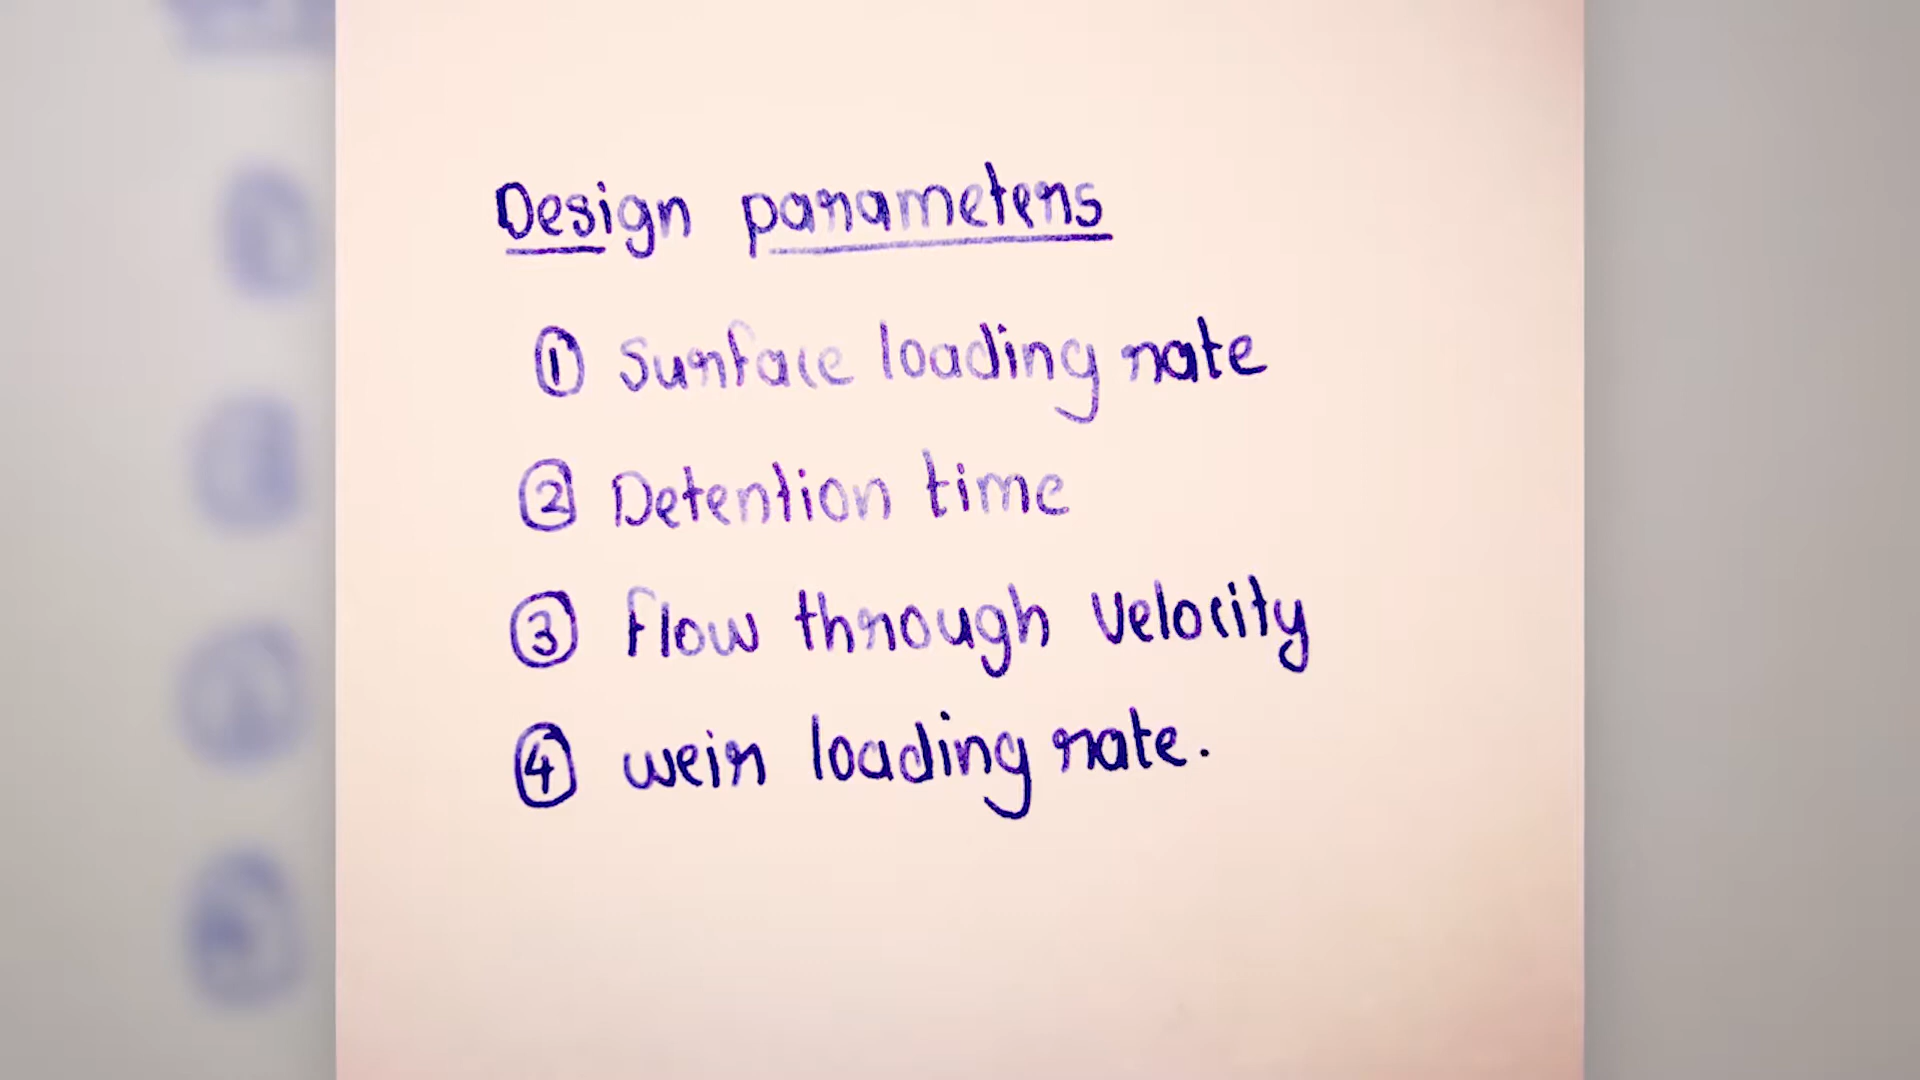 Design parameters
① Surface loading rate
② Detention time
③ flow through velocity
④ weir loading rate.